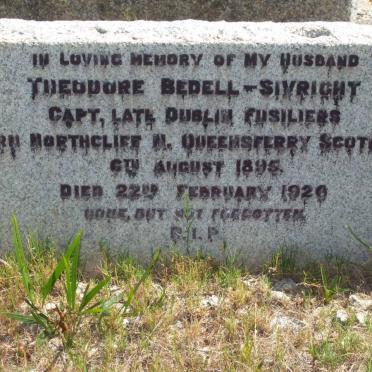 IN LOVING MEMORY OF MY HUSBAND
THEODORE BEDELL-SIVRIGHT
CAPT. LATE DUBLIN FUSILIERS
NORTHCLIFF N. QUEENSFERRY
6TH AUGUST 1895.
DIED 22ND FEBRUARY 1920
GONE, BUT NOT FORGOTTEN.
R.I.P.